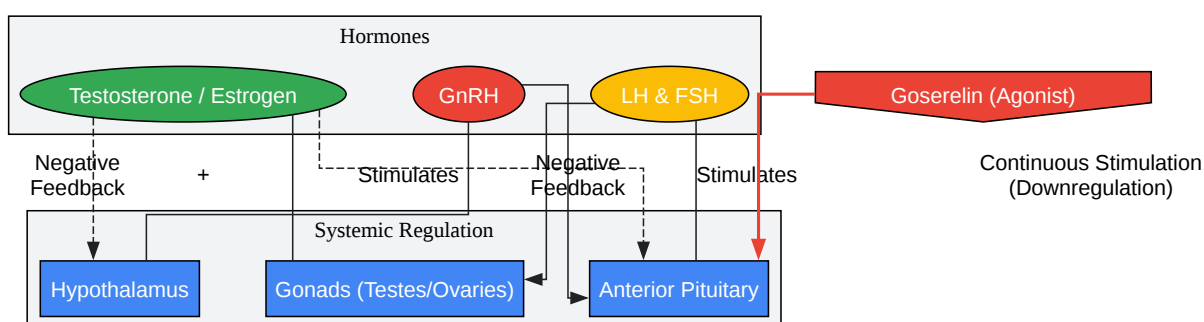 Hormones
Testosterone / Estrogen
GnRH
LH & FSH
Goserelin (Agonist)
Negative
Feedback
+
Stimulates
Negative
Feedback
Stimulates
Continuous Stimulation
(Downregulation)
Systemic Regulation
Hypothalamus
Gonads (Testes/Ovaries)
Anterior Pituitary